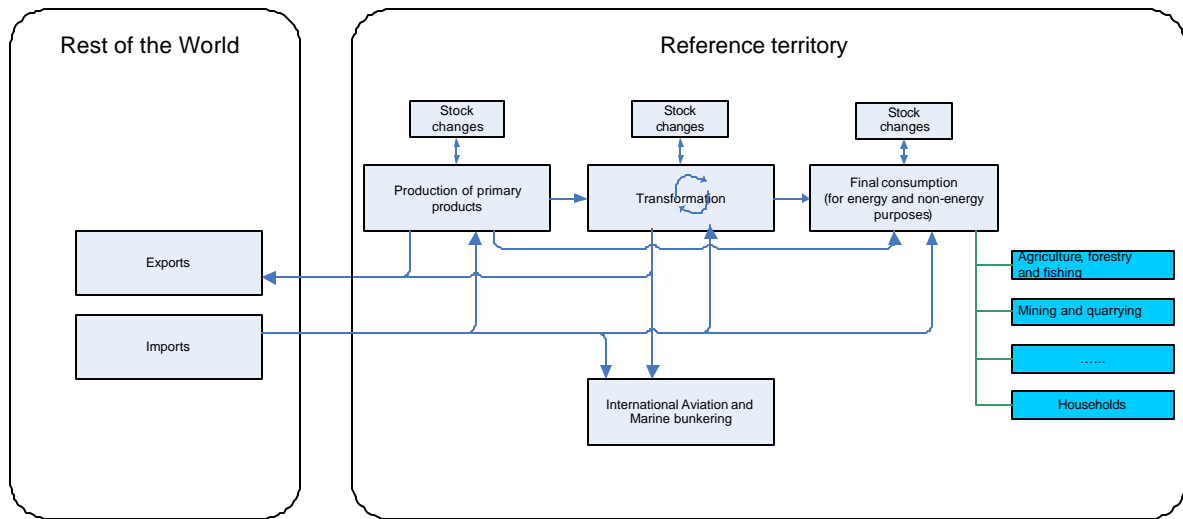 Rest of the World
Reference territory
Stock
changes
Stock
changes
Stock
changes
Production of primary
products
Transformation
Final consumption
(for energy and non-energy
purposes)
Exports
Imports
International Aviation and
Marine bunkering
Agriculture, forestry
and fishing
Mining and quarrying
......
Households